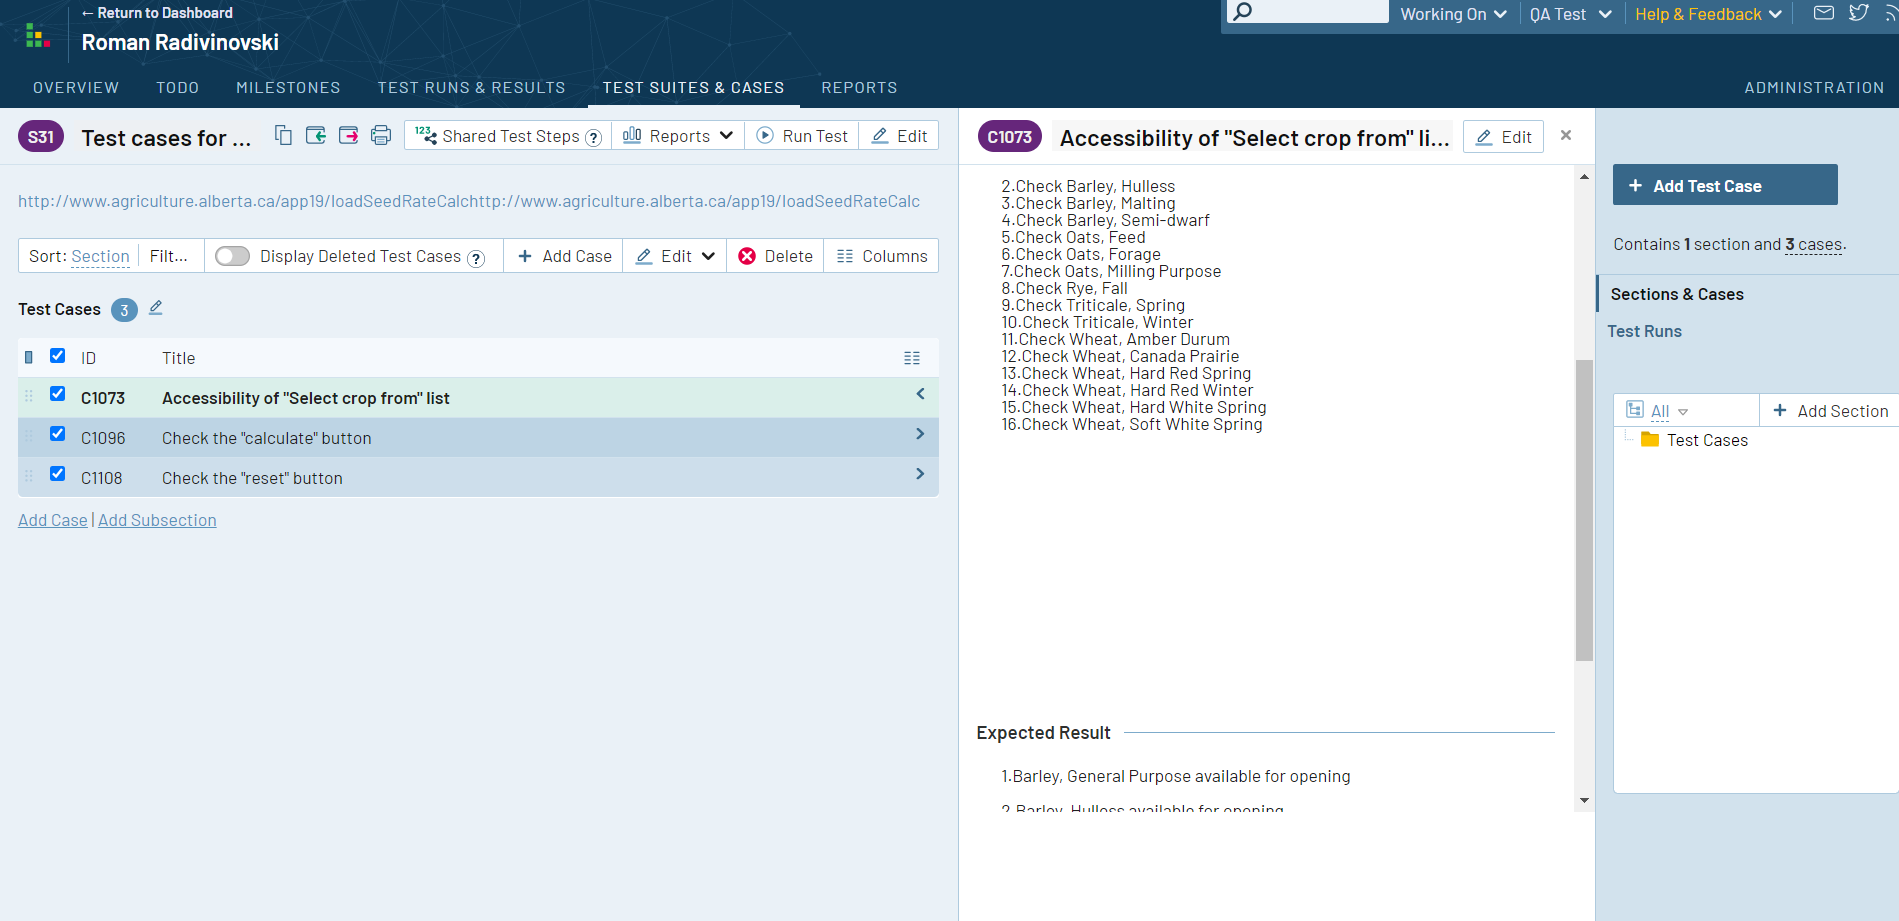 ← Return to Dashboard
Roman Radivinovski
Working On
QA Test
Help & Feedback
OVERVIEW
TODO
MILESTONES
TEST RUNS & RESULTS
TEST SUITES & CASES
REPORTS
ADMINISTRATION
S31
Test cases for ...
123
Shared Test Steps ?
Reports
Run Test
Edit
http://www.agriculture.alberta.ca/app19/loadSeedRateCalchttp://www.agriculture.alberta.ca/app19/loadSeedRateCalc
Sort: Section
Filt...
Display Deleted Test Cases ?
+ Add Case
Edit
Delete
Columns
Test Cases 3
ID Title
C1073 Accessibility of "Select crop from" list
C1096 Check the "calculate" button
C1108 Check the "reset" button
Add Case | Add Subsection
C1073
Accessibility of "Select crop from" li...
Edit
×
2.Check Barley, Hulless
3.Check Barley, Malting
4.Check Barley, Semi-dwarf
5.Check Oats, Feed
6.Check Oats, Forage
7.Check Oats, Milling Purpose
8.Check Rye, Fall
9.Check Triticale, Spring
10.Check Triticale, Winter
11.Check Wheat, Amber Durum
12.Check Wheat, Canada Prairie
13.Check Wheat, Hard Red Spring
14.Check Wheat, Hard Red Winter
15.Check Wheat, Hard White Spring
16.Check Wheat, Soft White Spring
Expected Result
1.Barley, General Purpose available for opening
2.Barley, Hulless available for opening
+ Add Test Case
Contains 1 section and 3 cases.
Sections & Cases
Test Runs
All
+ Add Section
Test Cases